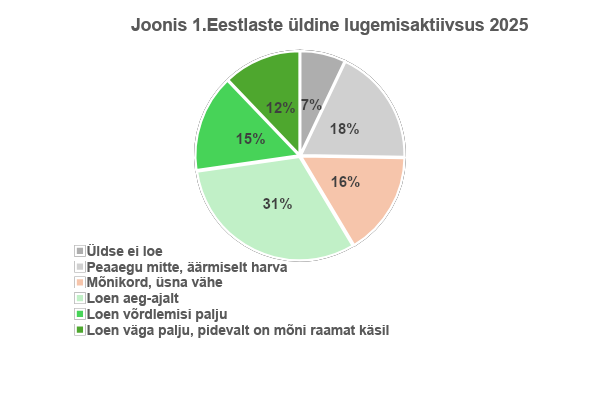 Joonis 1.Eestlaste üldine lugemisaktiivsus 2025
7%
12%
18%
15%
16%
31%
Üldse ei loe
Peaaegu mitte, äärmiselt harva
Mõnikord, üsna vähe
Loen aeg-ajalt
Loen võrdlemisi palju
Loen väga palju, pidevalt on mõni raamat käsil